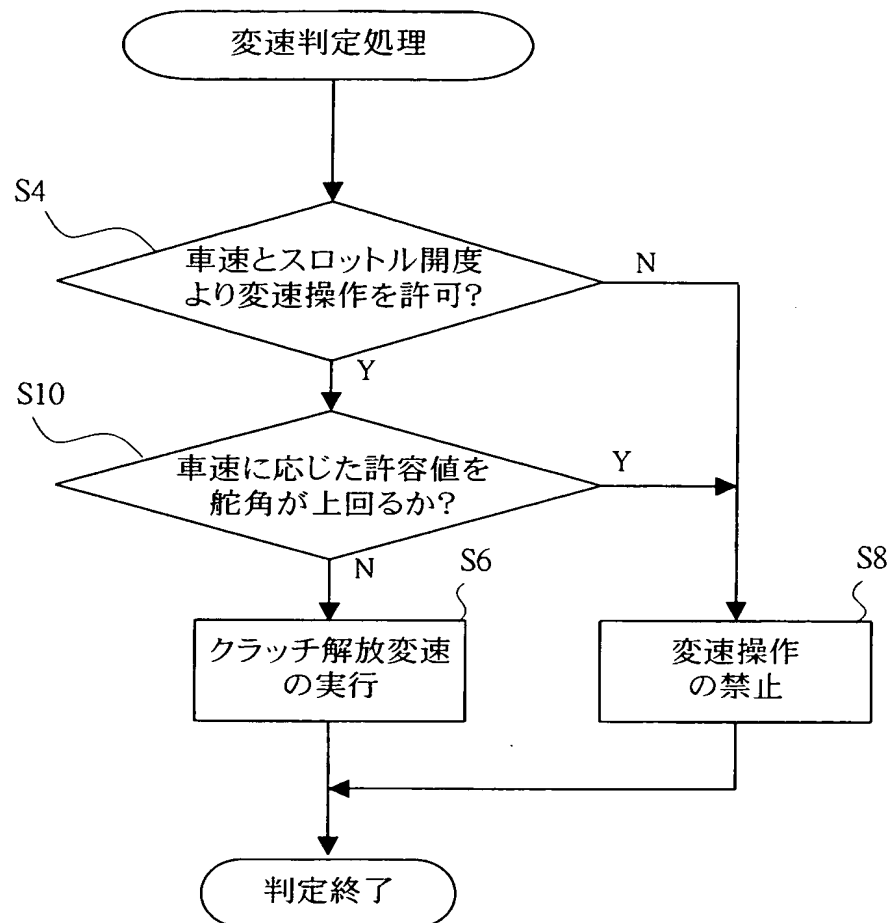 変速判定処理
S4
車速とスロットル開度
より変速操作を許可?
N
Y
S10
車速に応じた許容値を
舵角が上回るか?
Y
N
S6
クラッチ解放変速
の実行
S8
変速操作
の禁止
判定終了